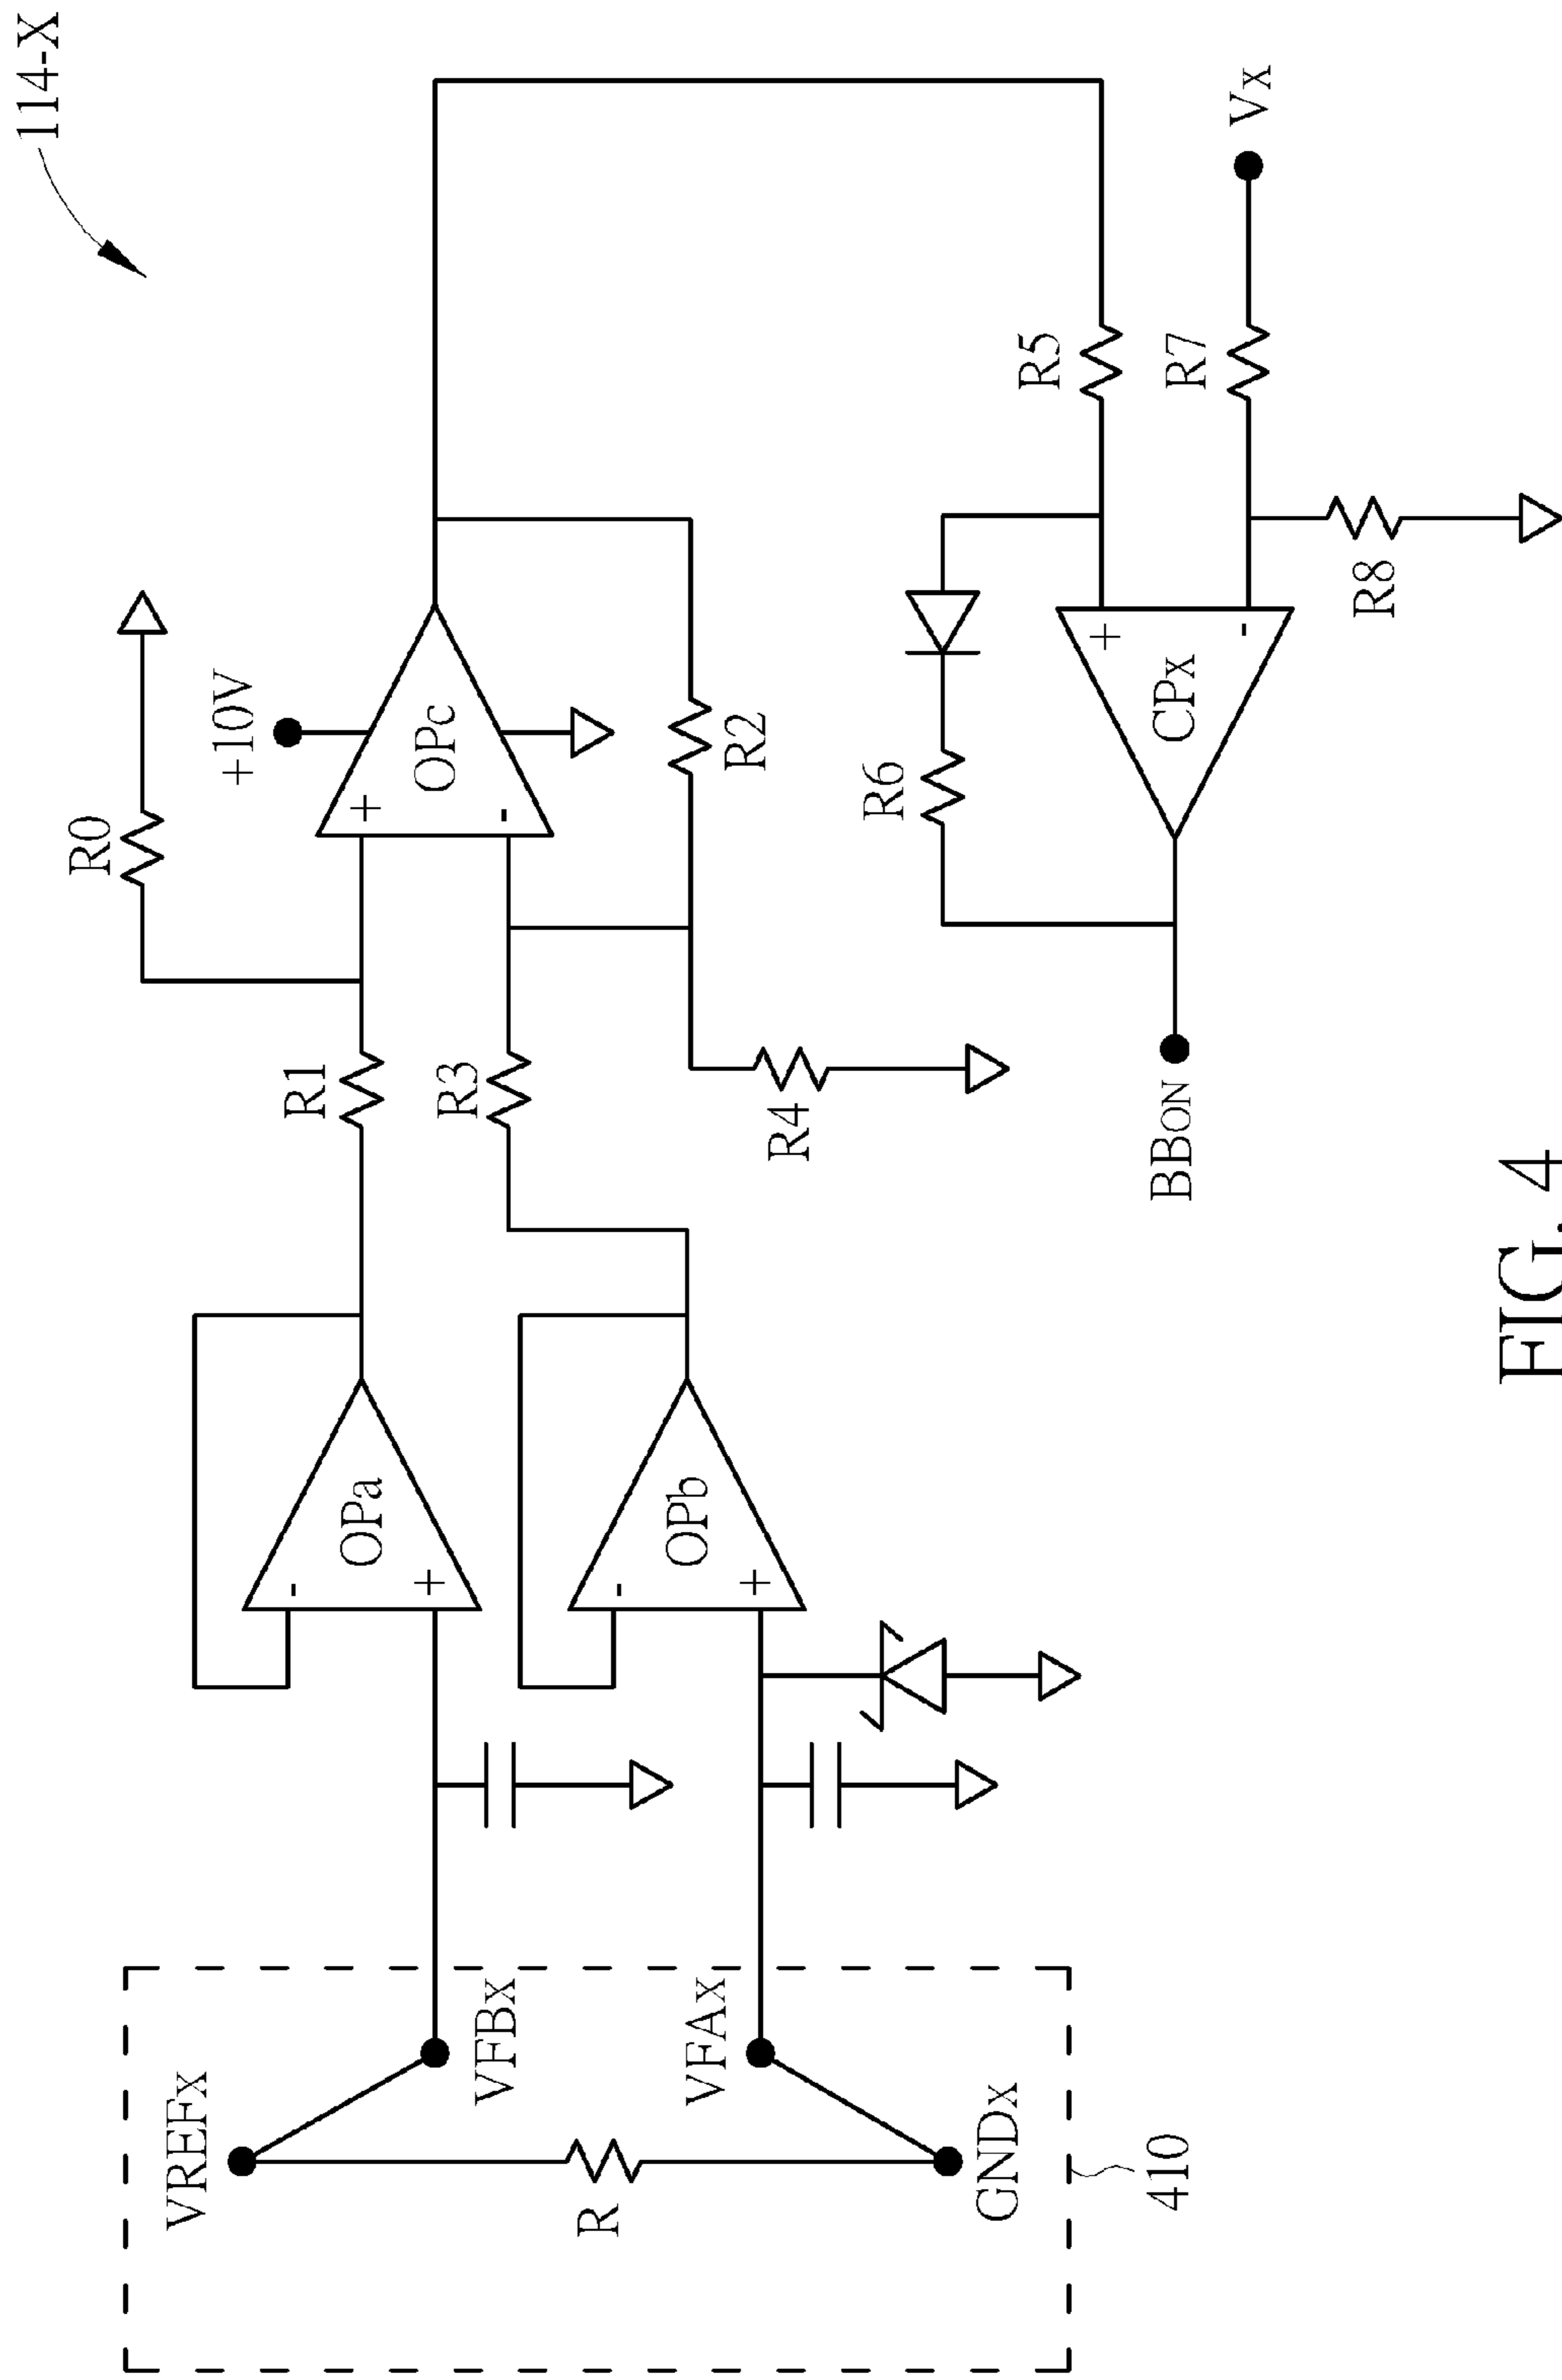 114-X
R0
+10V
R1
+
-
OPc
R3
R2
R4
-
OPa
+
-
OPb
+
VREFx
VFBx
R
VFAx
GNDx
410
R5
R6
+
-
CPx
R7
Vx
R8
BBON
FIG. 4